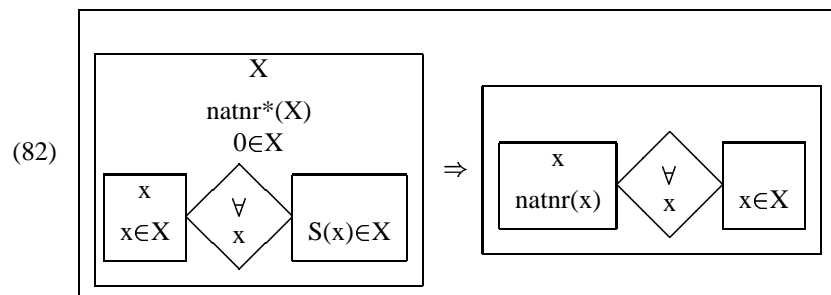 (82)
X
natnr*(X)
0∈X
x
x∈X
∀
x
S(x)∈X
⇒
x
natnr(x)
∀
x
x∈X